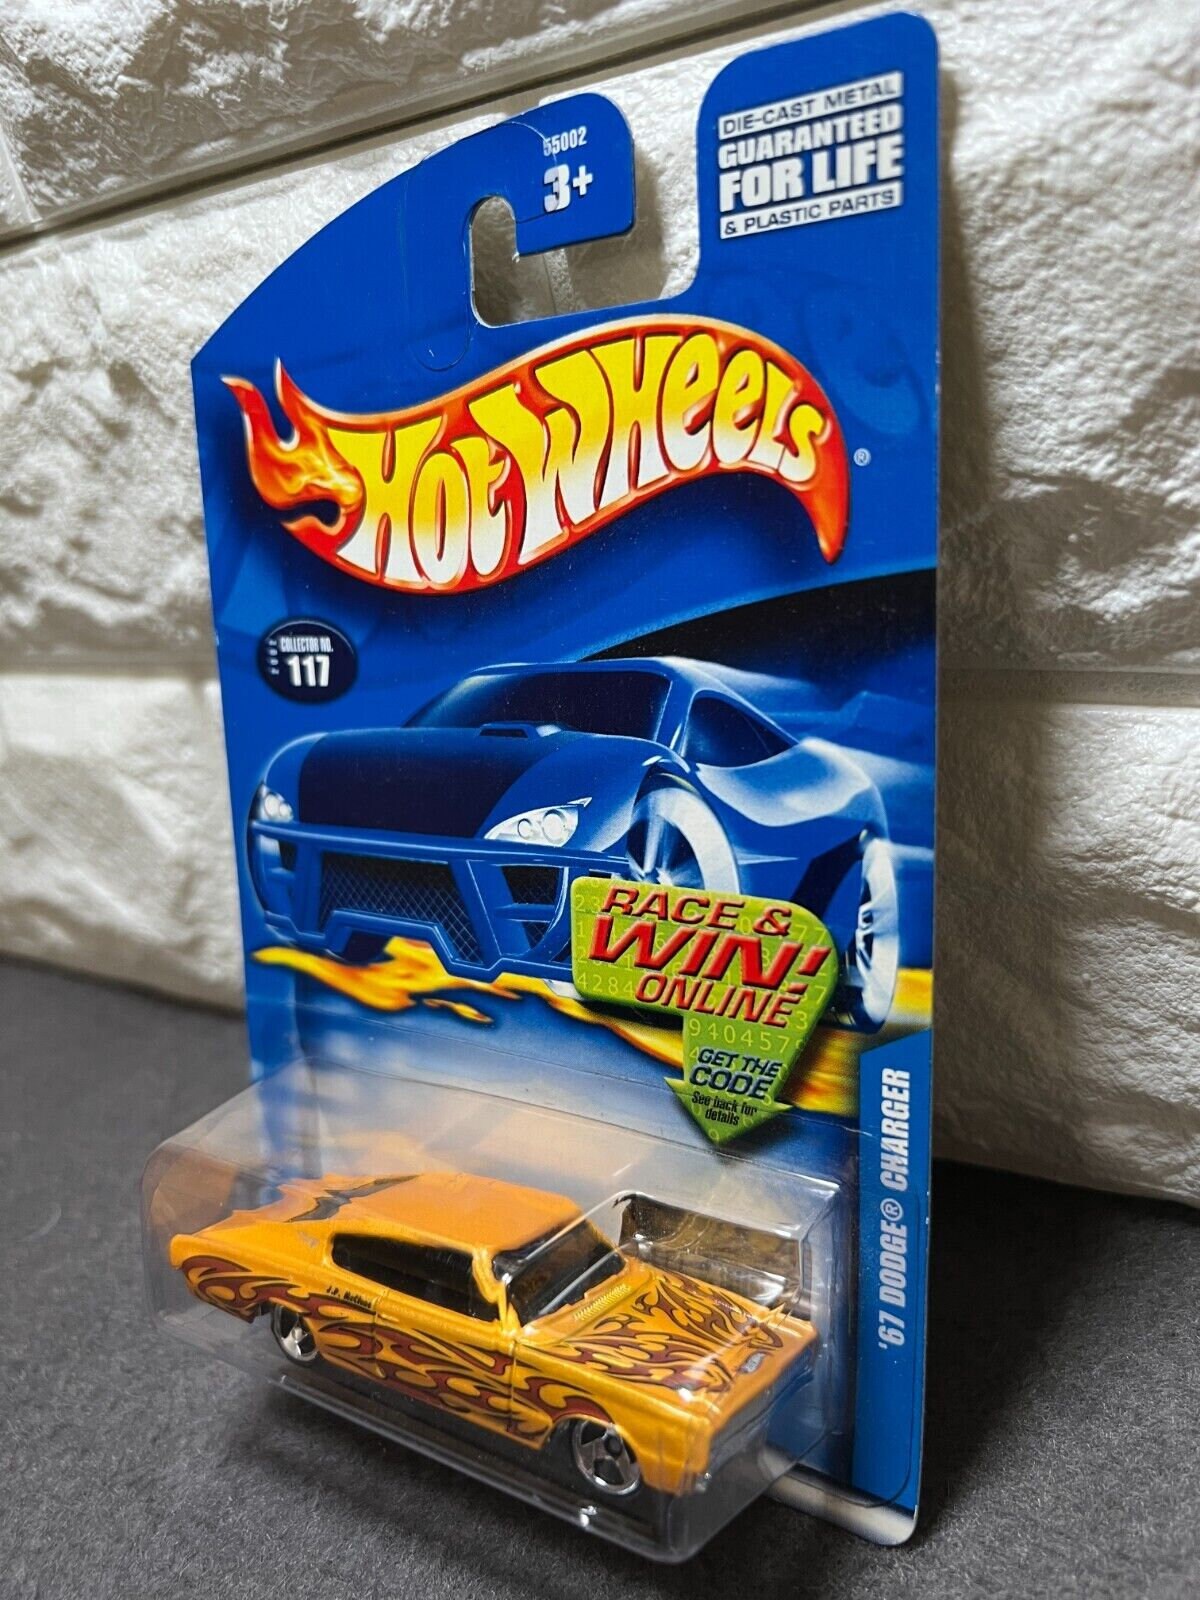 55002
3+
DIE-CAST METAL
GUARANTEED
FOR LIFE
& PLASTIC PARTS
HOT WHEELS®
COLLECTOR NO.
117
RACE &
WIN!
ONLINE
94045
GET THE
CODE
See back for
details
'67 DODGE® CHARGER